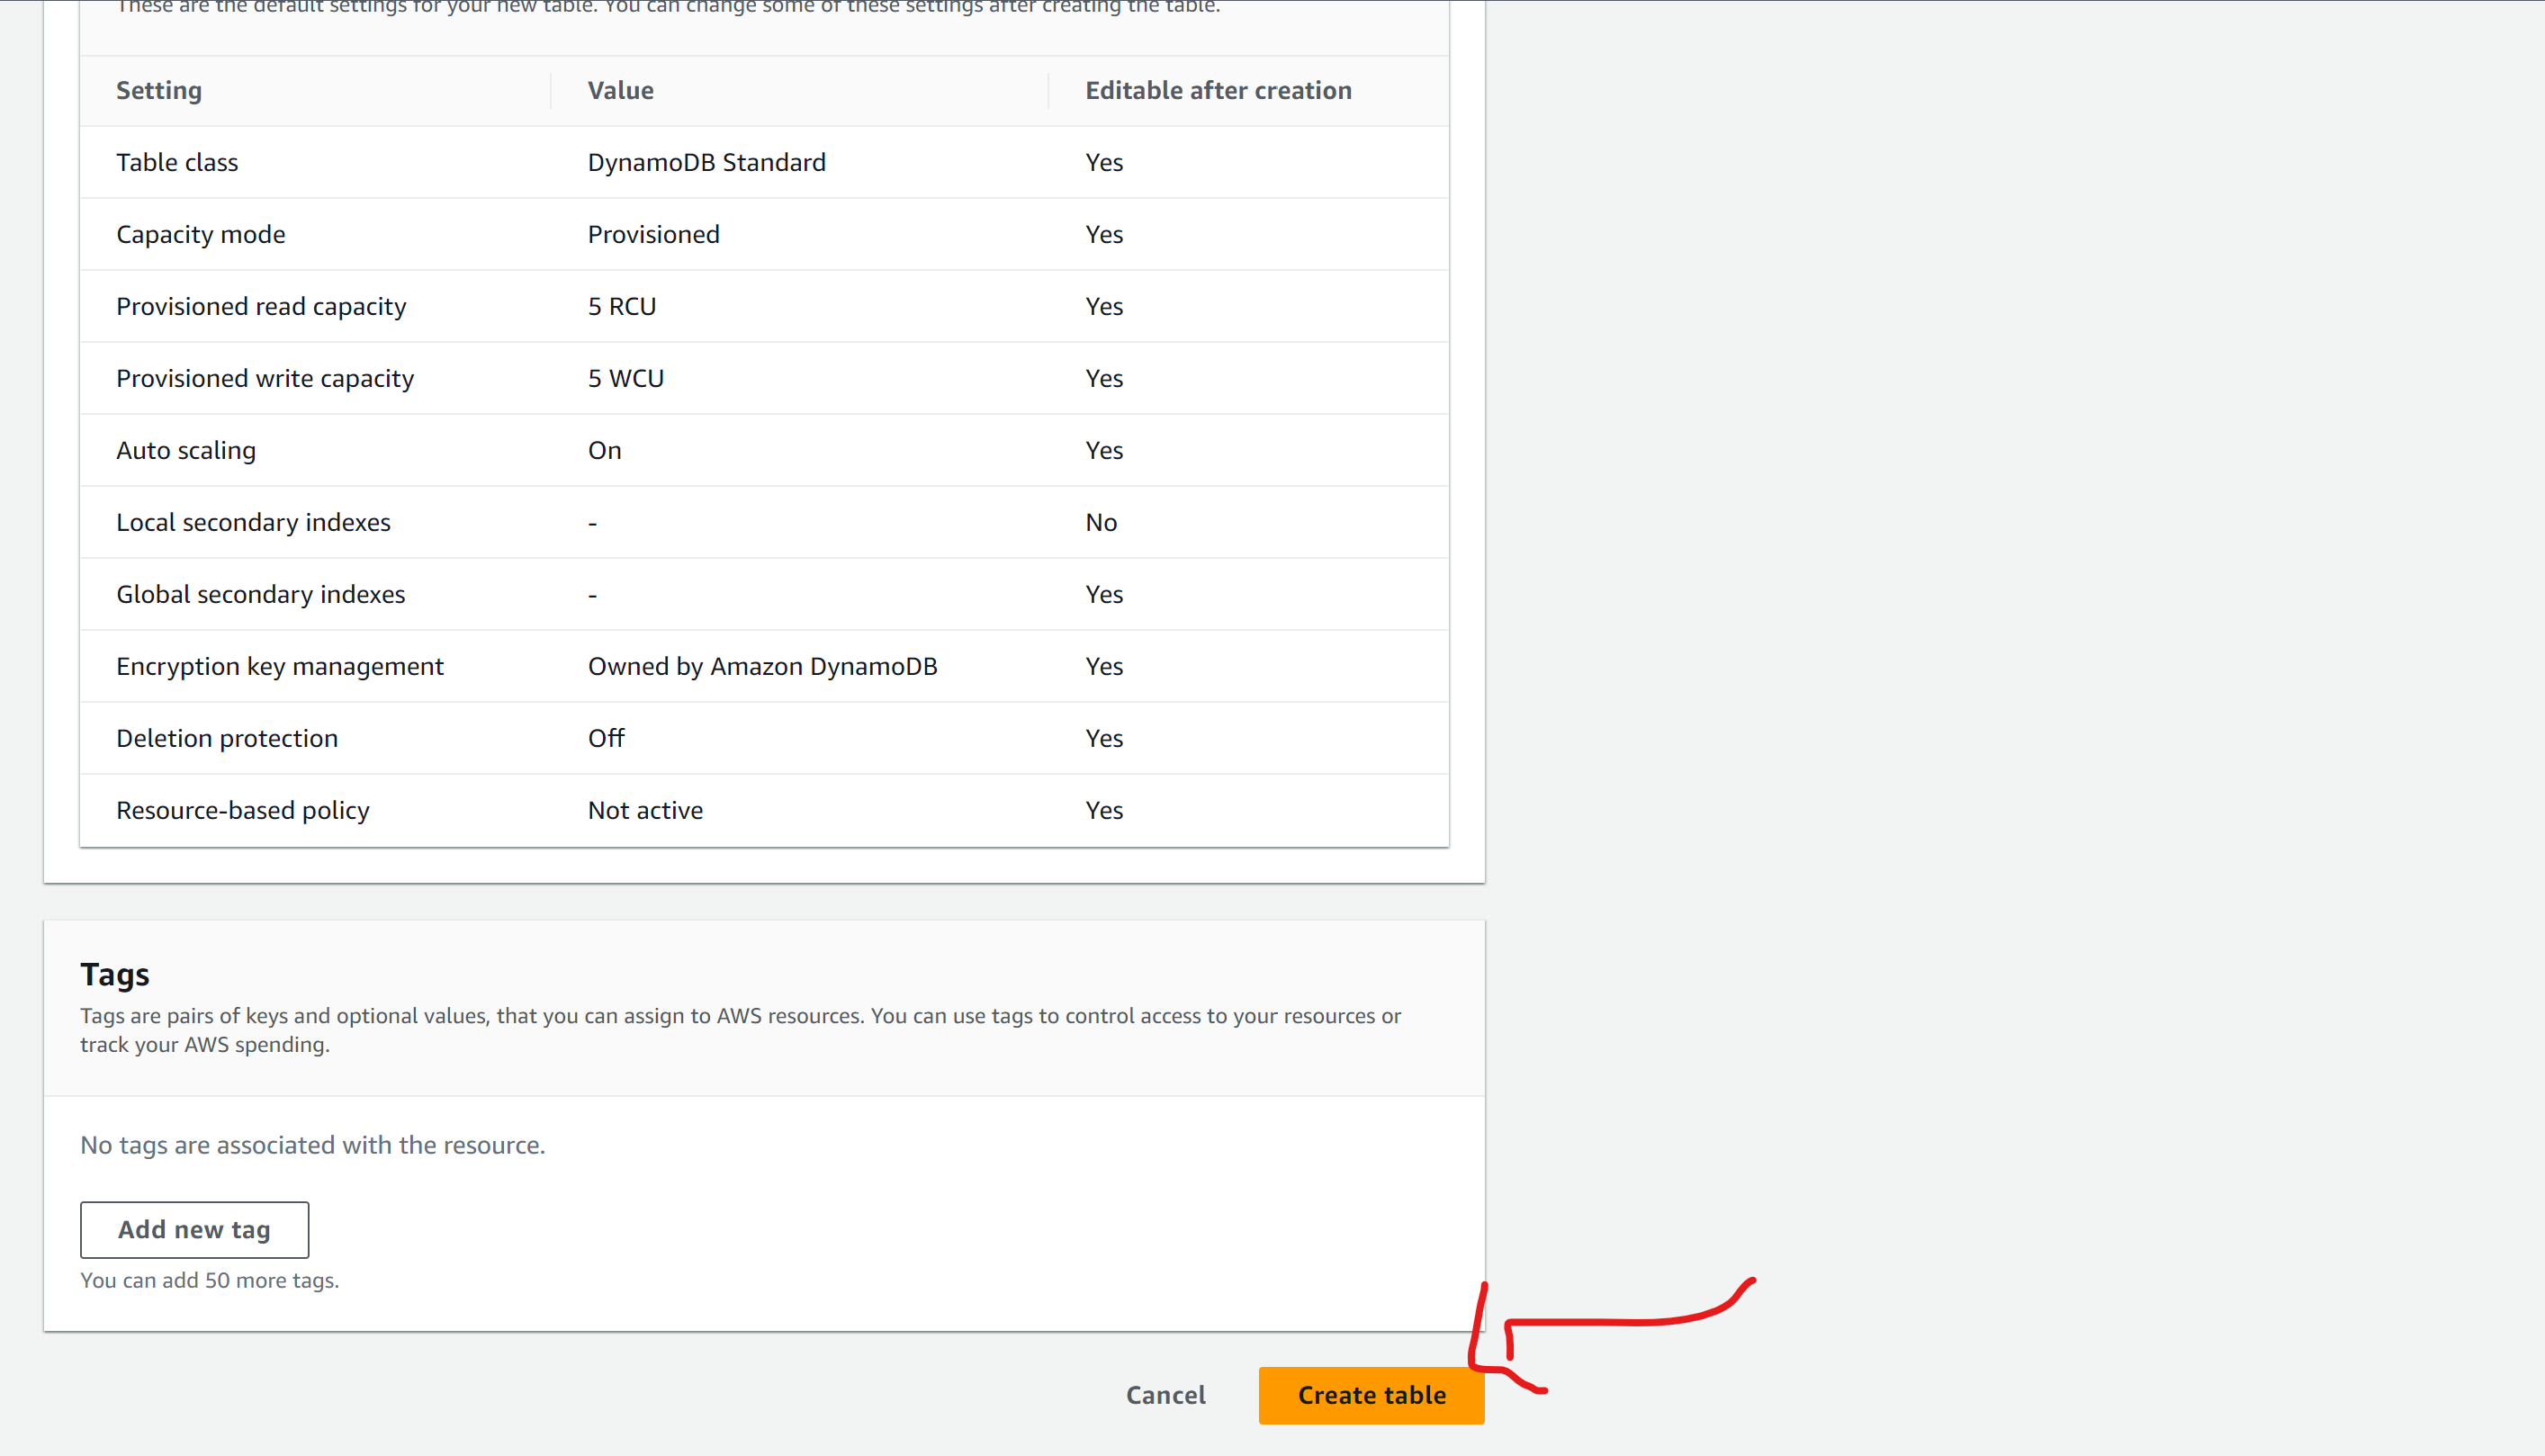 These are the default settings for your new table. You can change some of these settings after creating the table.
Setting Value Editable after creation
Table class DynamoDB Standard Yes
Capacity mode Provisioned Yes
Provisioned read capacity 5 RCU Yes
Provisioned write capacity 5 WCU Yes
Auto scaling On Yes
Local secondary indexes - No
Global secondary indexes - Yes
Encryption key management Owned by Amazon DynamoDB Yes
Deletion protection Off Yes
Resource-based policy Not active Yes
Tags
Tags are pairs of keys and optional values, that you can assign to AWS resources. You can use tags to control access to your resources or
track your AWS spending.
No tags are associated with the resource.
Add new tag
You can add 50 more tags.
Cancel Create table